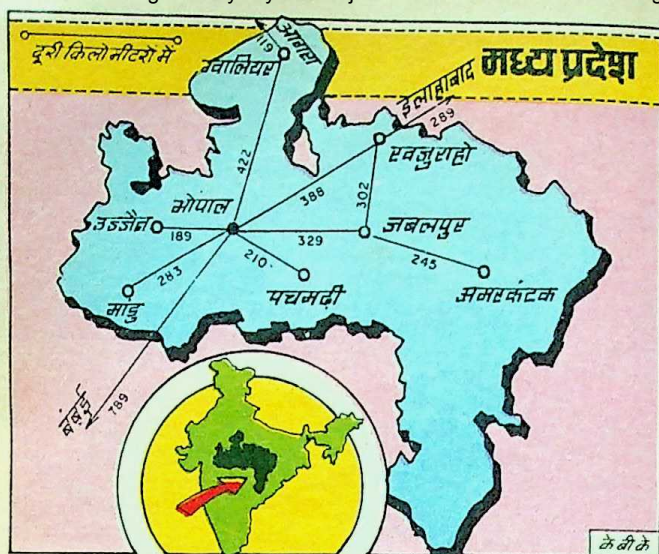 आगरा
119
दूरी किलोमीटरों में
ग्वालियर
मध्य प्रदेश
इलाहाबाद
289
खजुराहो
422
388
302
भोपाल
उज्जैन
189
329
जबलपुर
283
210
245
मांडु
पचमढ़ी
अमरकंटक
बंबई
789
के बी के